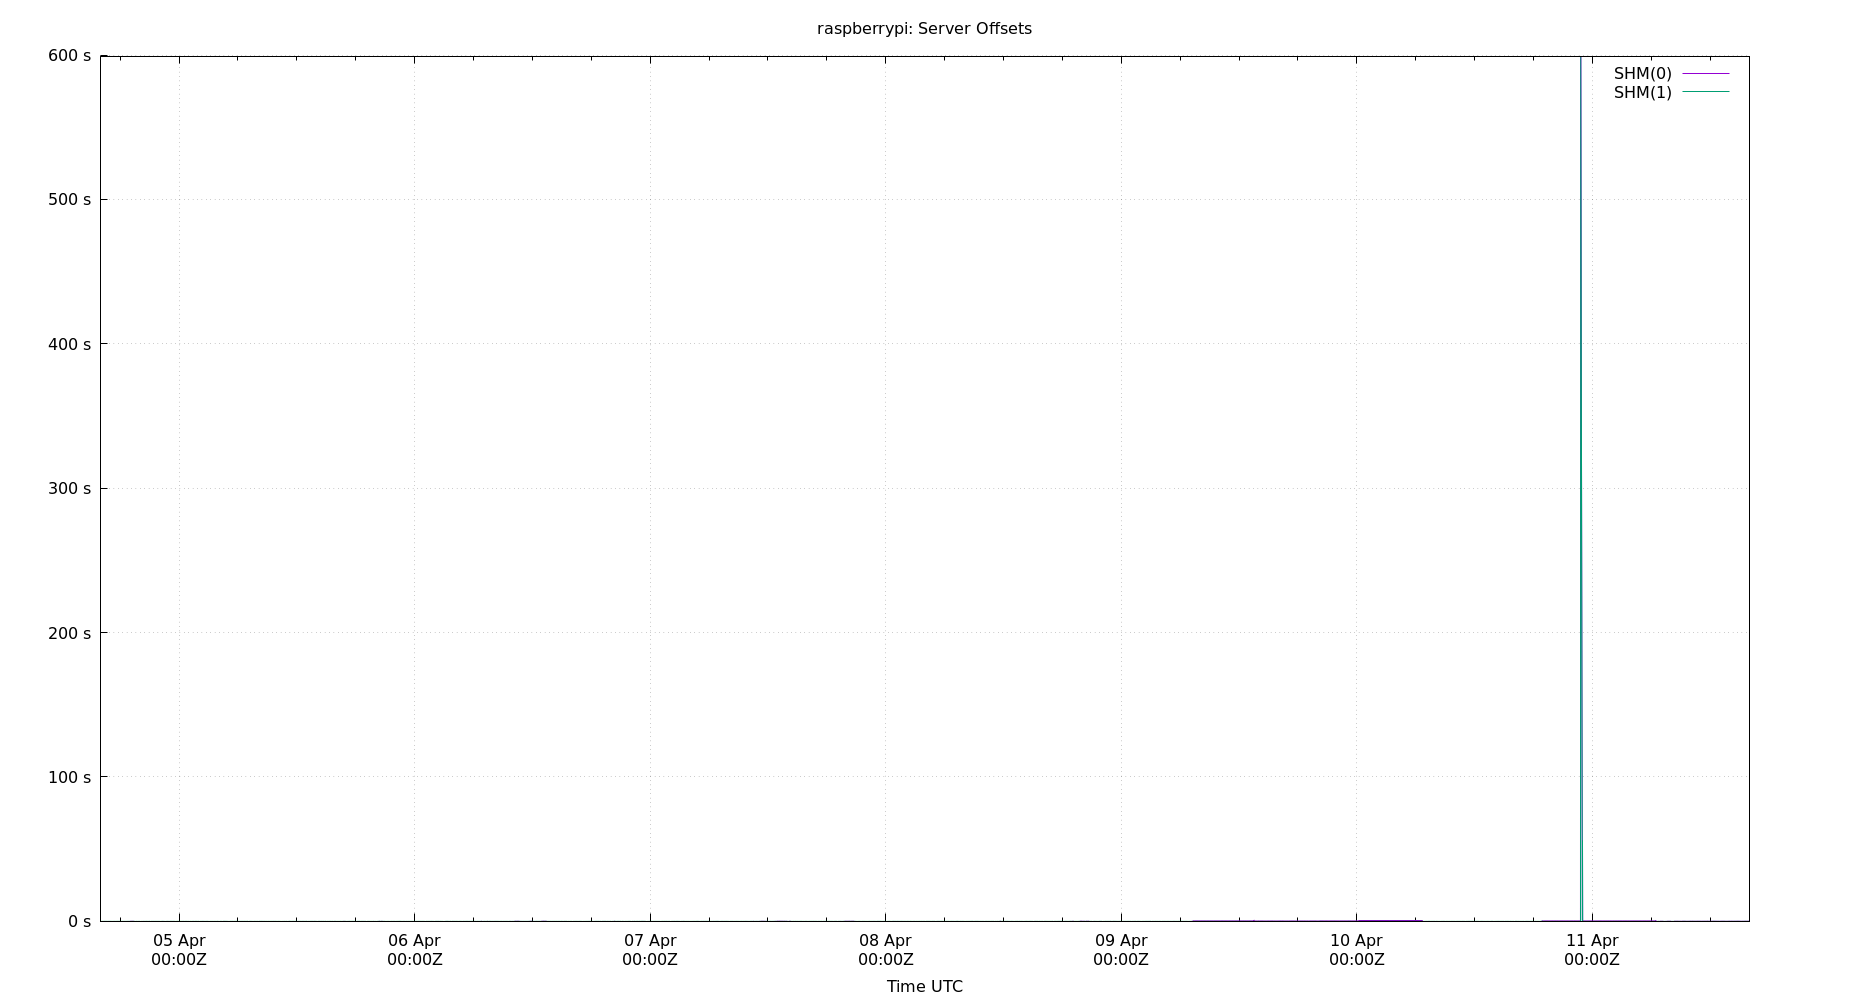 raspberrypi: Server Offsets
600 s
500 s
400 s
300 s
200 s
100 s
0 s
SHM(0)
SHM(1)
05 Apr 06 Apr 07 Apr 08 Apr 09 Apr 10 Apr 11 Apr
00:00Z 00:00Z 00:00Z 00:00Z 00:00Z 00:00Z 00:00Z
Time UTC